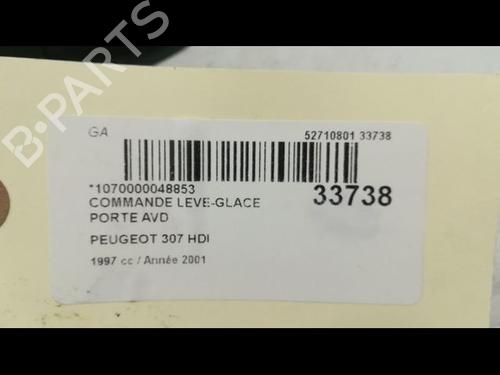 B-PARTS
GA
52710801 33738
*1070000048853
33738
COMMANDE LEVE-GLACE
PORTE AVD
PEUGEOT 307 HDI
1997 cc / Année 2001